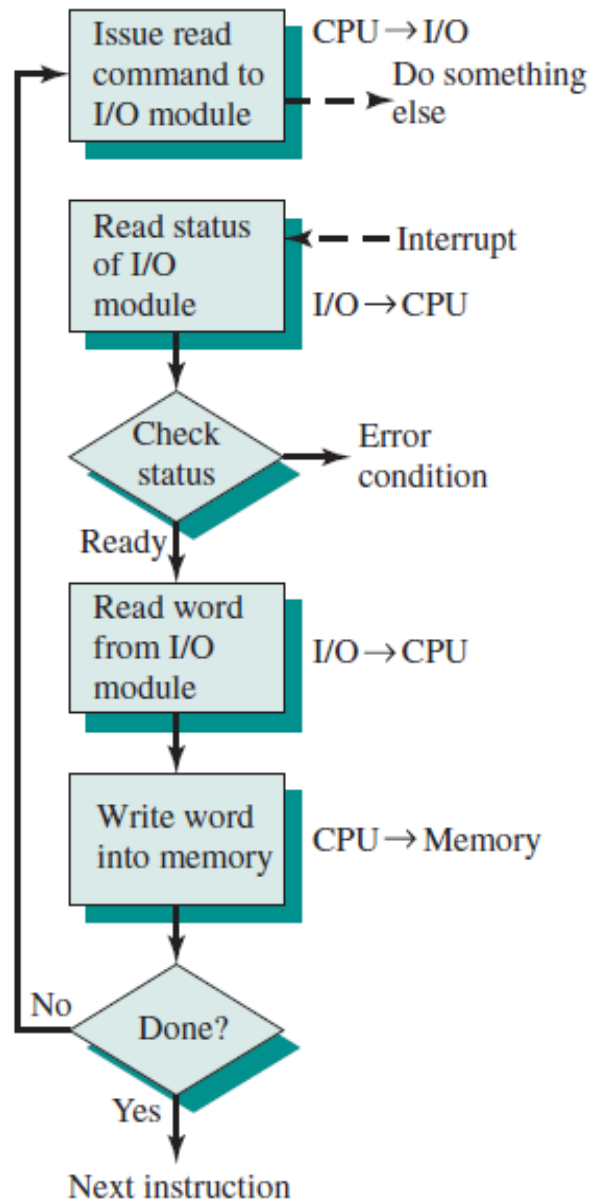 Issue read
command to
I/O module
CPU → I/O
Do something
else
Read status
of I/O
module
Interrupt
I/O → CPU
Check
status
Error
condition
Ready
Read word
from I/O
module
I/O → CPU
Write word
into memory
CPU → Memory
No
Done?
Yes
Next instruction